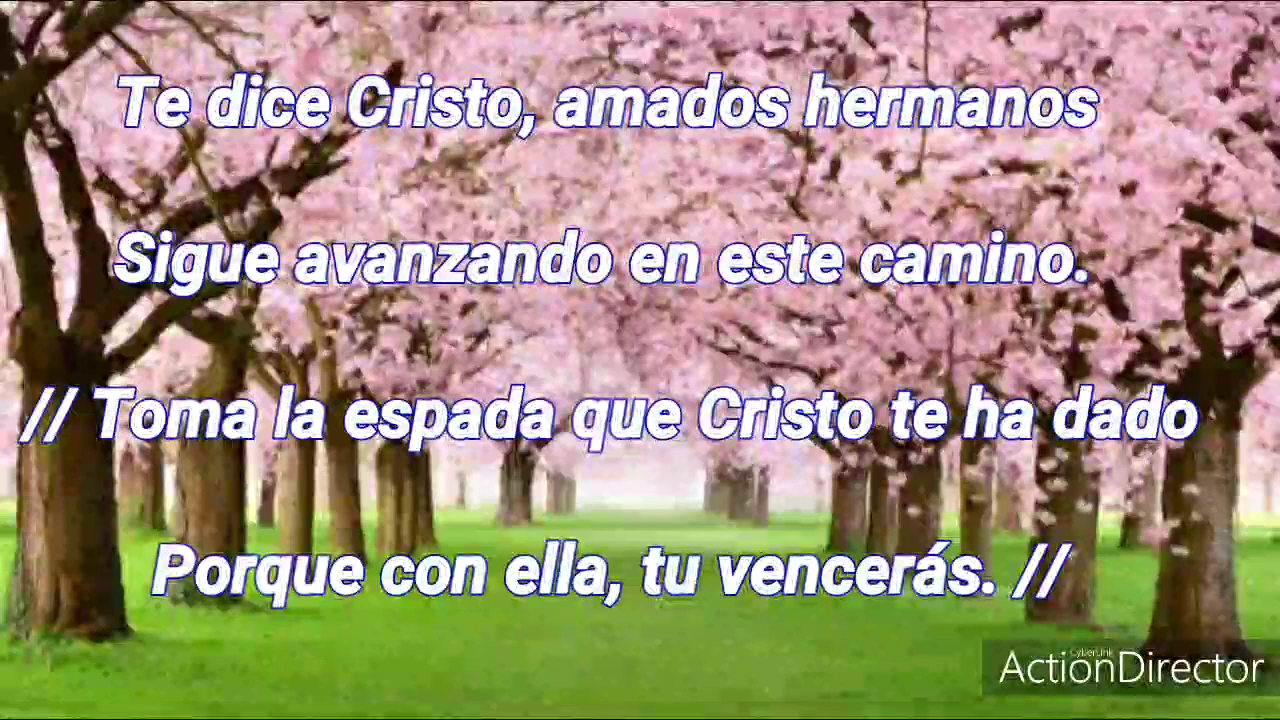 Te dice Cristo, amados hermanos
Sigue avanzando en este camino.
// Toma la espada que Cristo te ha dado
Porque con ella, tu vencerás. //
CyberLink
ActionDirector